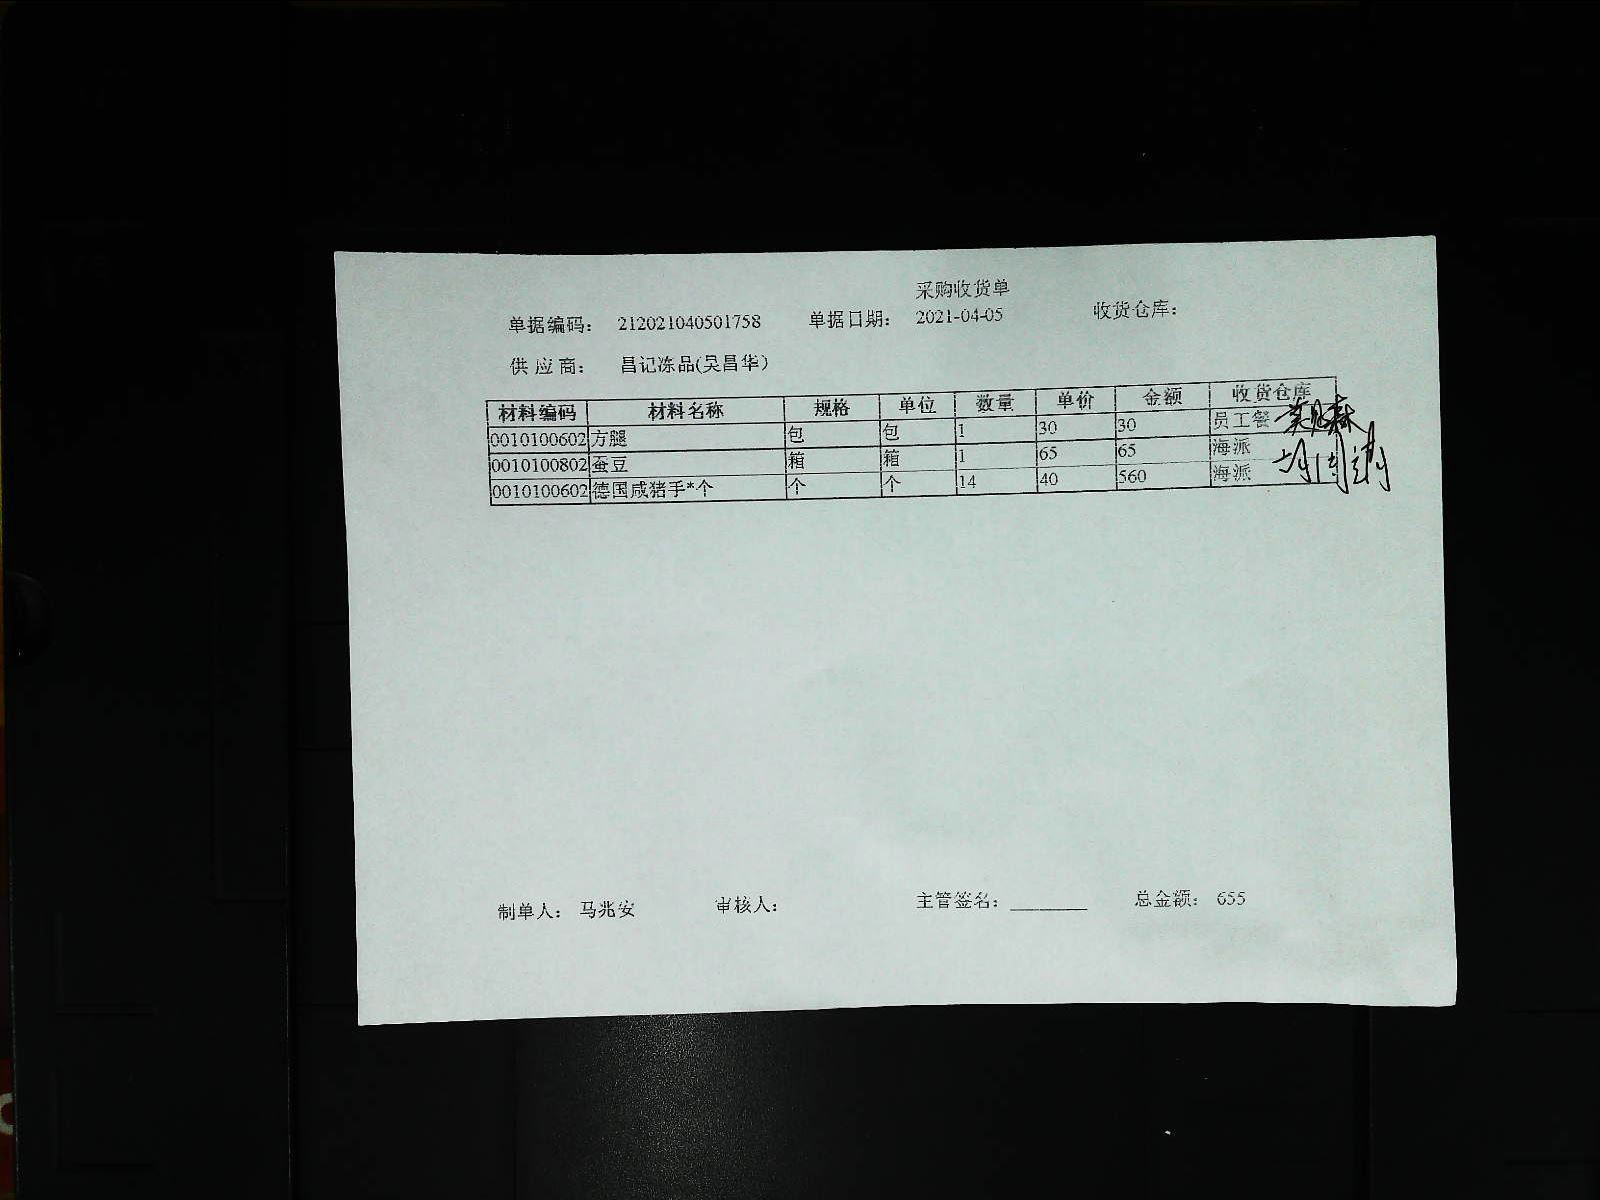 采购收货单
单据编码： 212021040501758 单据日期： 2021-04-05 收货仓库：
供 应 商： 昌记冻品(吴昌华)
材料编码 材料名称 规格 单位 数量 单价 金额 收货仓库
0010100602 方腿 包 包 1 30 30 员工餐
0010100802 蚕豆 箱 箱 1 65 65 海派
0010100602 德国咸猪手*个 个 个 14 40 560 海派
制单人： 马兆安 审核人： 主管签名： 总金额： 655